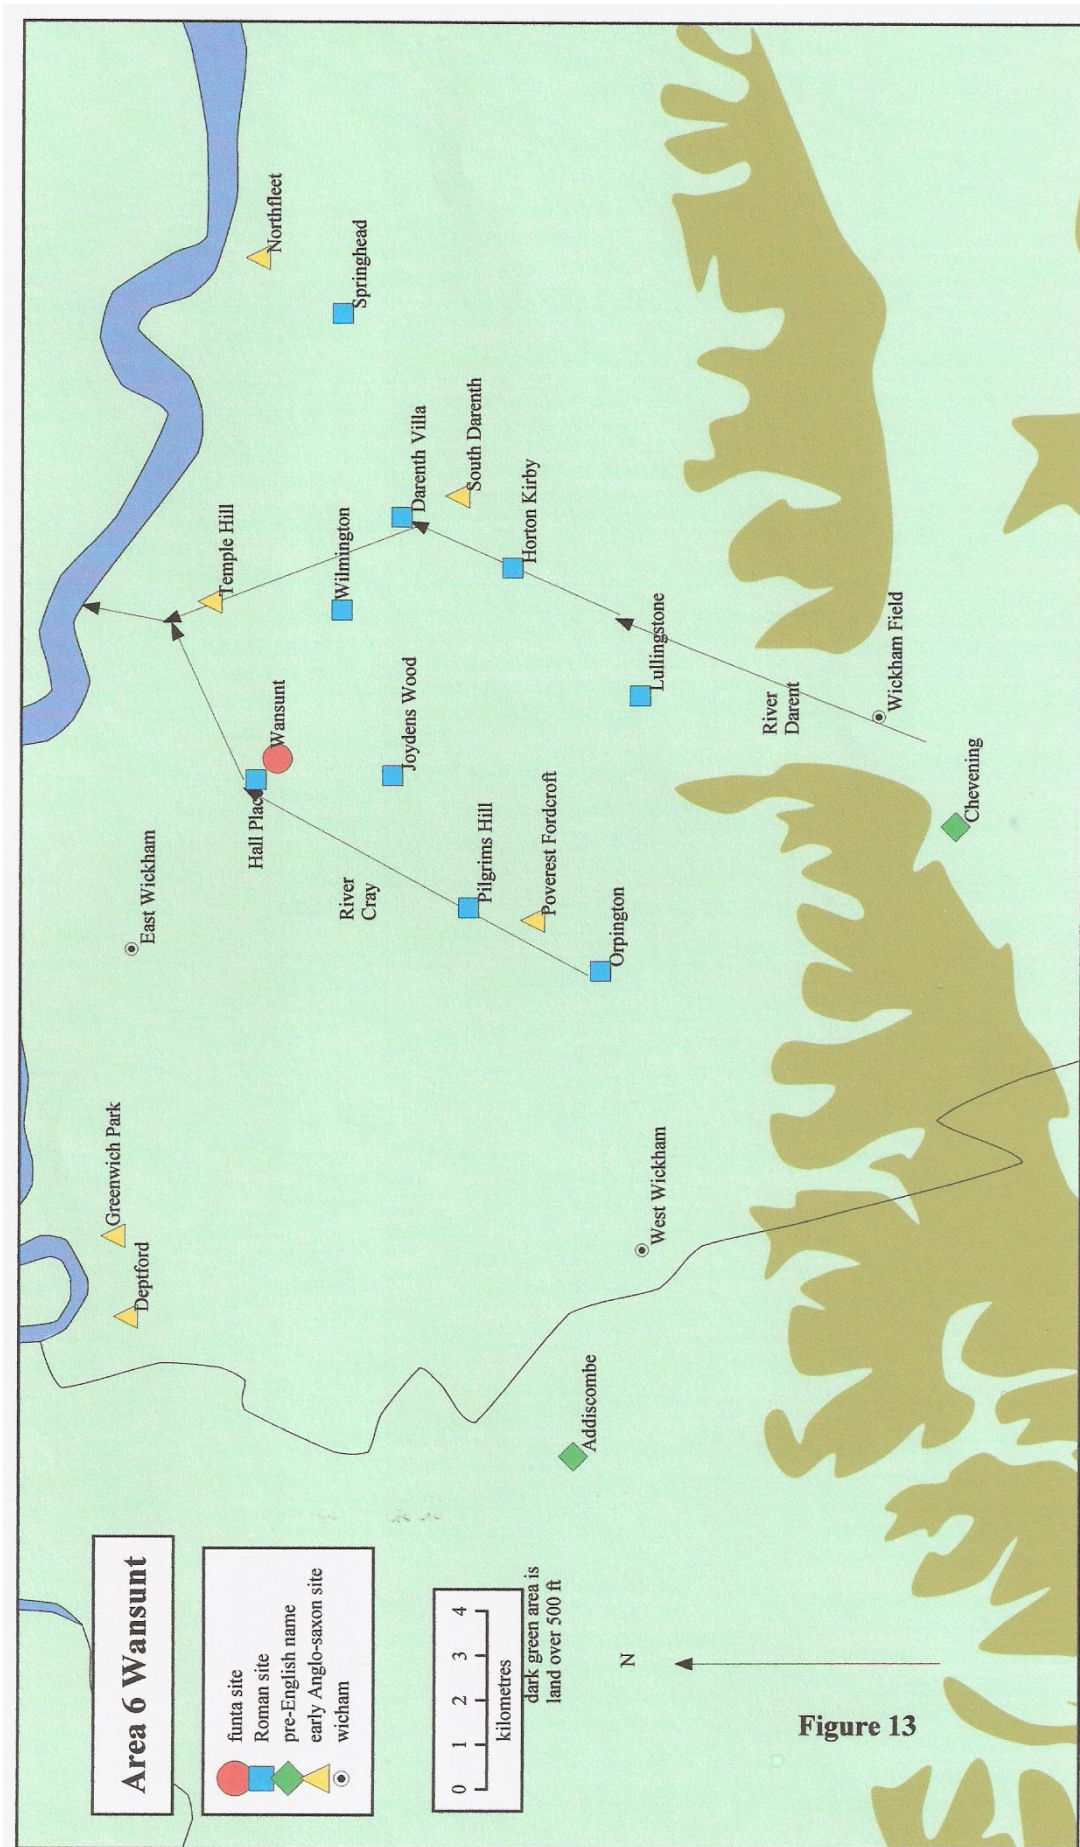 Area 6 Wansunt
funta site
Roman site
pre-English name
early Anglo-saxon site
wicham
0 1 2 3 4
kilometres
dark green area is
land over 500 ft
N
Figure 13
Deptford
Greenwich Park
East Wickham
Addiscombe
West Wickham
Hall Place
Wansunt
River
Cray
Joydens Wood
Pilgrims Hill
Poverest Fordcroft
Orpington
Temple Hill
Wilmington
Darenth Villa
South Darenth
Horton Kirby
Lullingstone
River
Darent
Wickham Field
Chevening
Northfleet
Springhead